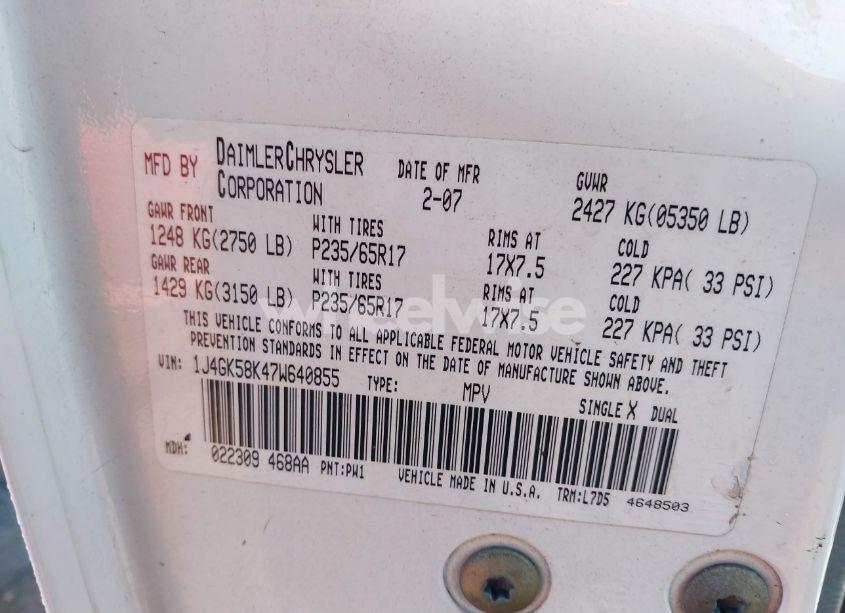 MFD BY DAIMLERCHRYSLER CORPORATION DATE OF MFR 2-07 GVWR 2427 KG(05350 LB)
GAWR FRONT WITH TIRES RIMS AT COLD
1248 KG(2750 LB) P235/65R17 17X7.5 227 KPA( 33 PSI)
GAWR REAR WITH TIRES RIMS AT COLD
1429 KG(3150 LB) P235/65R17 17X7.5 227 KPA( 33 PSI)
THIS VEHICLE CONFORMS TO ALL APPLICABLE FEDERAL MOTOR VEHICLE SAFETY AND THEFT
PREVENTION STANDARDS IN EFFECT ON THE DATE OF MANUFACTURE SHOWN ABOVE.
VIN: 1J4GK58K47W640855 TYPE: MPV SINGLE X DUAL
MDH: 022309 468AA PNT:PW1 VEHICLE MADE IN U.S.A. TRM:L7D5 4648503
wheelwise